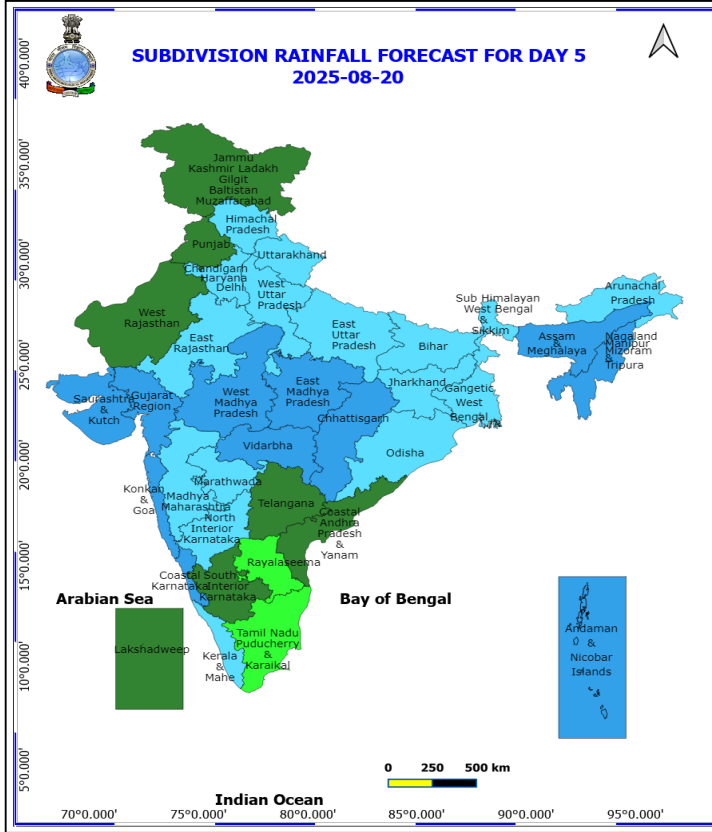 SUBDIVISION RAINFALL FORECAST FOR DAY 5
2025-08-20
40°0.000'
35°0.000'
30°0.000'
25°0.000'
20°0.000'
15°0.000'
10°0.000'
5°0.000'
Jammu
Kashmir Ladakh
Gilgit
Baltistan
Muzaffarabad
Himachal
Pradesh
Punjab
Uttarakhand
Chandigarh
Haryana
Delhi
West
Uttar
Pradesh
West
Rajasthan
East
Rajasthan
East
Uttar
Pradesh
Bihar
Sub Himalayan
West Bengal
&
Sikkim
Arunachal
Pradesh
Assam
&
Meghalaya
Nagaland
Manipur
Mizoram
&
Tripura
Saurashtra
&
Kutch
Gujarat
Region
West
Madhya
Pradesh
East
Madhya
Pradesh
Jharkhand
Gangetic
West
Bengal
Chhattisgarh
Odisha
Vidarbha
Konkan
&
Goa
Madhya
Maharashtra
Marathwada
Telangana
North
Interior
Karnataka
Coastal
Andhra
Pradesh
&
Yanam
Rayalaseema
Coastal
Karnataka
South
Interior
Karnataka
Arabian Sea
Bay of Bengal
Lakshadweep
Kerala
&
Mahe
Tamil Nadu
Puducherry
&
Karaikal
Andaman
&
Nicobar
Islands
0 250 500 km
Indian Ocean
70°0.000' 75°0.000' 80°0.000' 85°0.000' 90°0.000' 95°0.000'